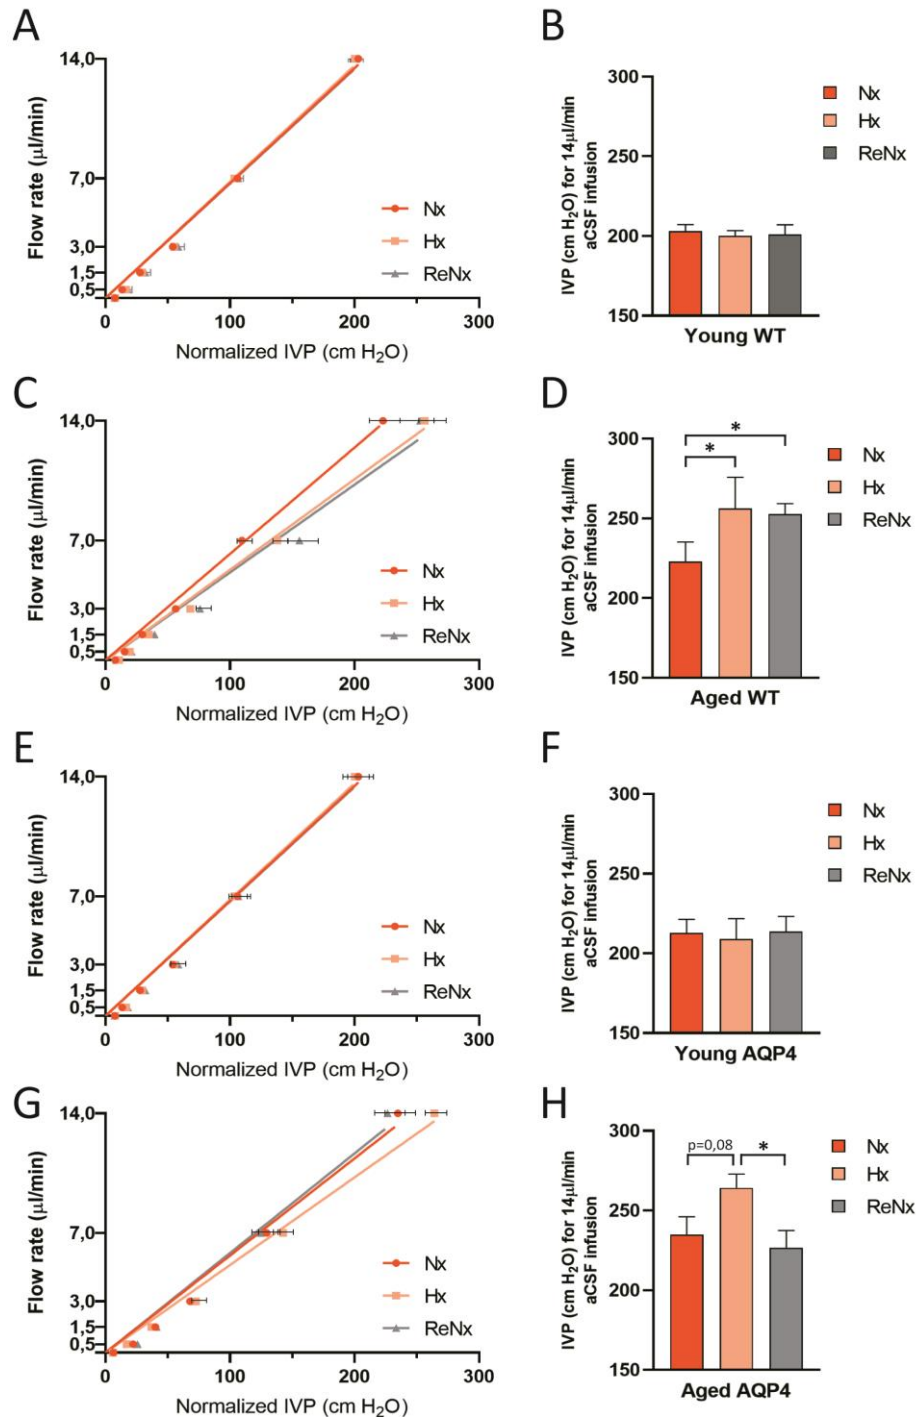 A
Flow rate (µl/min)
14,0
7,0
3,0
1,5
0,5
0
100
200
300
Normalized IVP (cm H₂O)
Nx
Hx
ReNx
B
IVP (cm H₂O) for 14µl/min
aCSF infusion
300
250
200
150
Young WT
Nx
Hx
ReNx
C
Flow rate (µl/min)
14,0
7,0
3,0
1,5
0,5
0
100
200
300
Normalized IVP (cm H₂O)
Nx
Hx
ReNx
D
IVP (cm H₂O) for 14µl/min
aCSF infusion
300
250
200
150
*
*
Aged WT
Nx
Hx
ReNx
E
Flow rate (µl/min)
14,0
7,0
3,0
1,5
0,5
0
100
200
300
Normalized IVP (cm H₂O)
Nx
Hx
ReNx
F
IVP (cm H₂O) for 14µl/min
aCSF infusion
300
250
200
150
Young AQP4
Nx
Hx
ReNx
G
Flow rate (µl/min)
14,0
7,0
3,0
1,5
0,5
0
100
200
300
Normalized IVP (cm H₂O)
Nx
Hx
ReNx
H
IVP (cm H₂O) for 14µl/min
aCSF infusion
300
250
200
150
p=0,08
*
Aged AQP4
Nx
Hx
ReNx